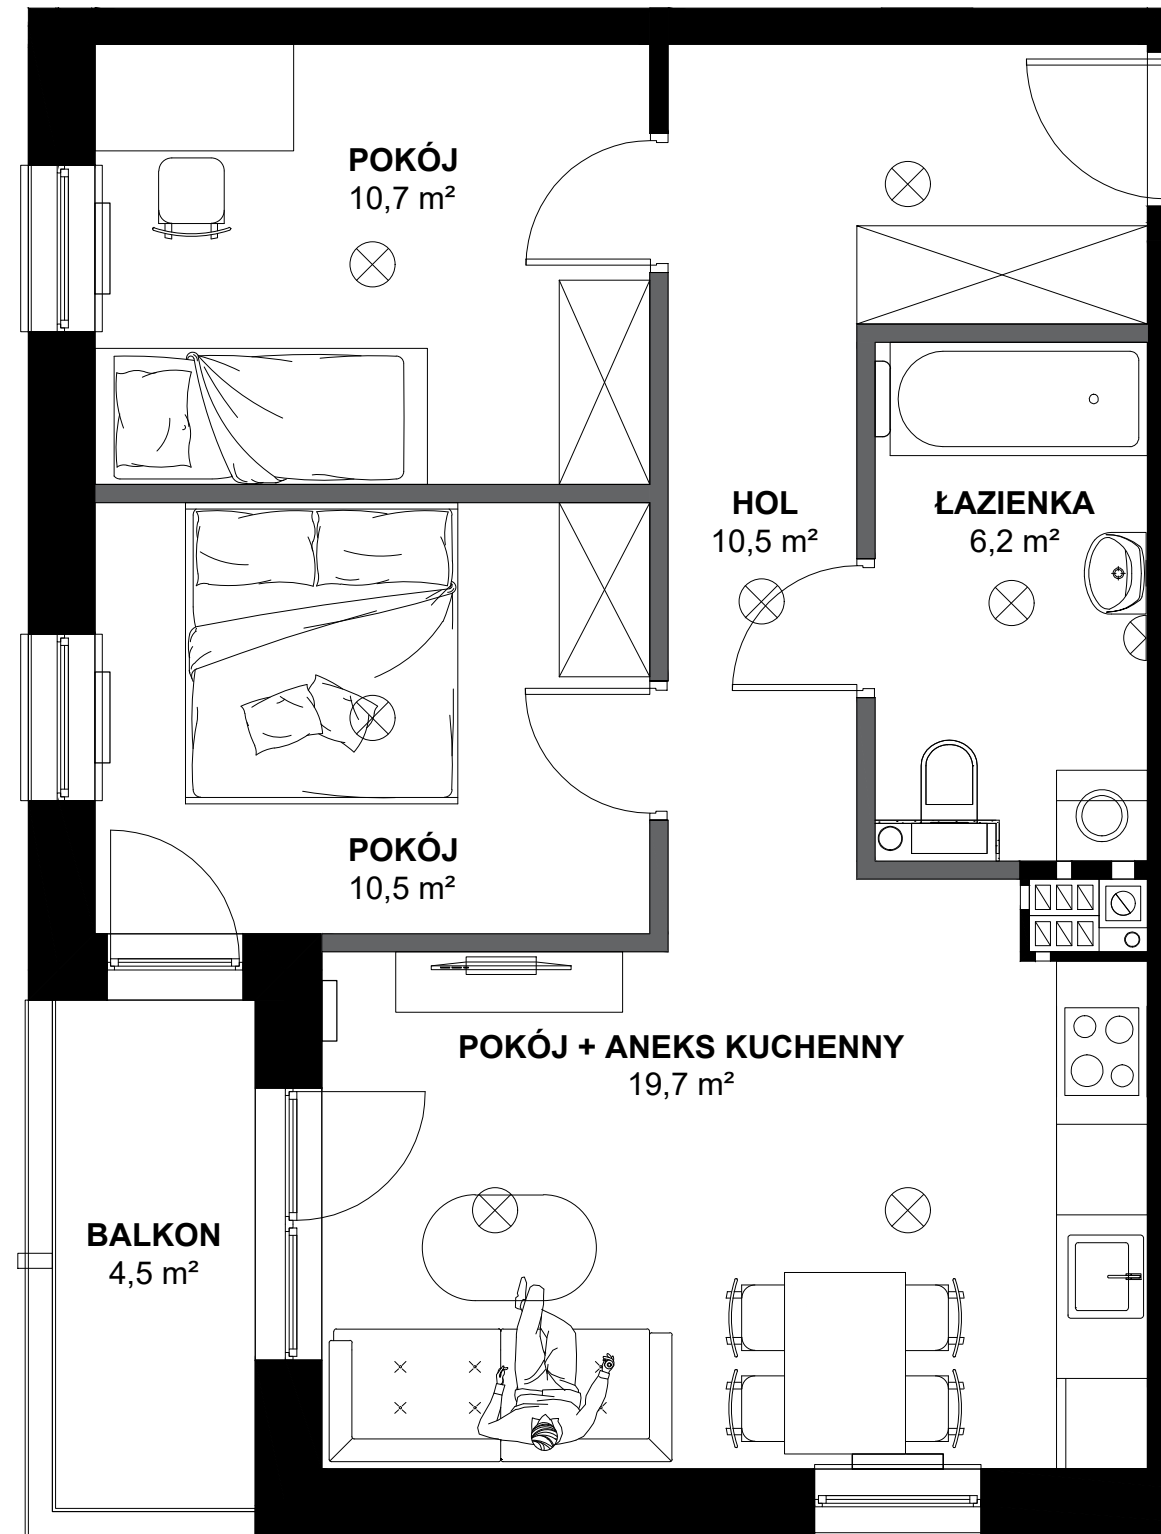 POKÓJ
10,7 m²
HOL
10,5 m²
ŁAZIENKA
6,2 m²
POKÓJ
10,5 m²
POKÓJ + ANEKS KUCHENNY
19,7 m²
BALKON
4,5 m²